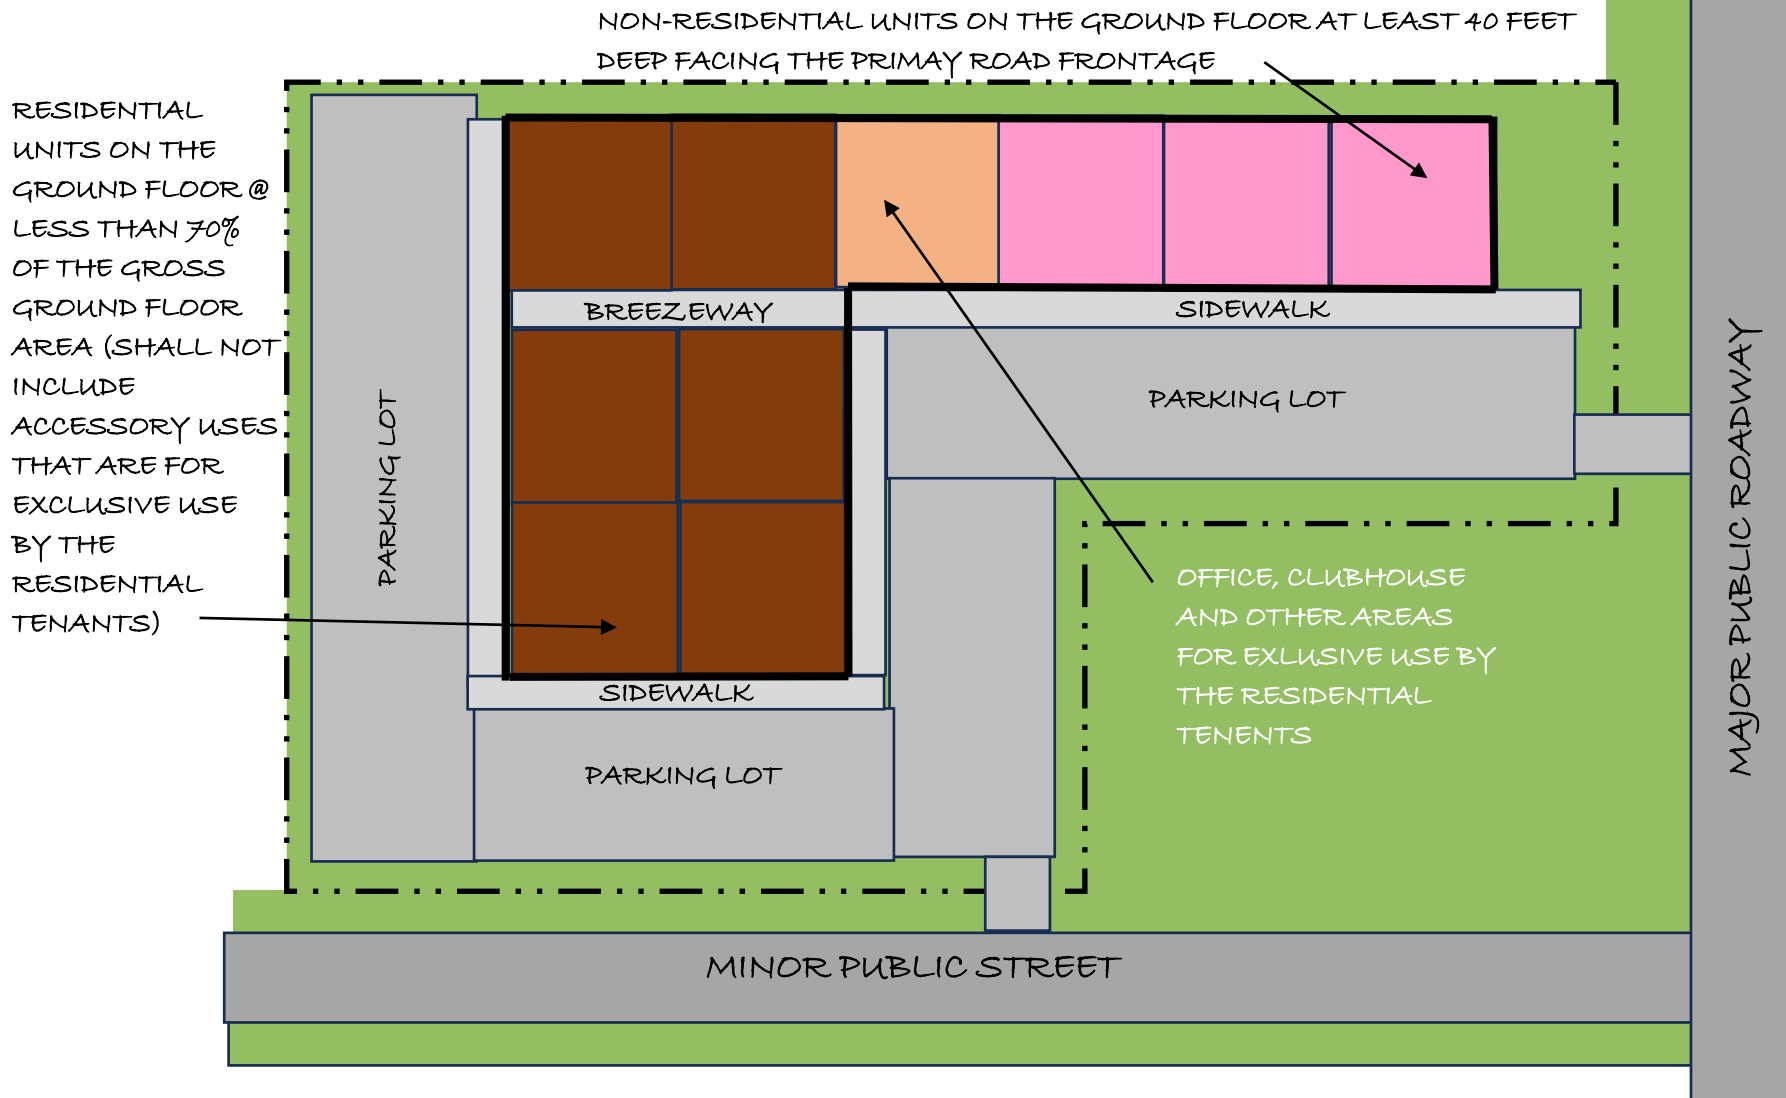 NON-RESIDENTIAL UNITS ON THE GROUND FLOOR AT LEAST 40 FEET
DEEP FACING THE PRIMAY ROAD FRONTAGE
RESIDENTIAL
UNITS ON THE
GROUND FLOOR @
LESS THAN 70%
OF THE GROSS
GROUND FLOOR
AREA (SHALL NOT
INCLUDE
ACCESSORY USES
THAT ARE FOR
EXCLUSIVE USE
BY THE
RESIDENTIAL
TENANTS)
BREEZEWAY
SIDEWALK
PARKING LOT
PARKING LOT
MAJOR PUBLIC ROADWAY
OFFICE, CLUBHOUSE
AND OTHER AREAS
FOR EXLUSIVE USE BY
THE RESIDENTIAL
TENENTS
SIDEWALK
PARKING LOT
MINOR PUBLIC STREET